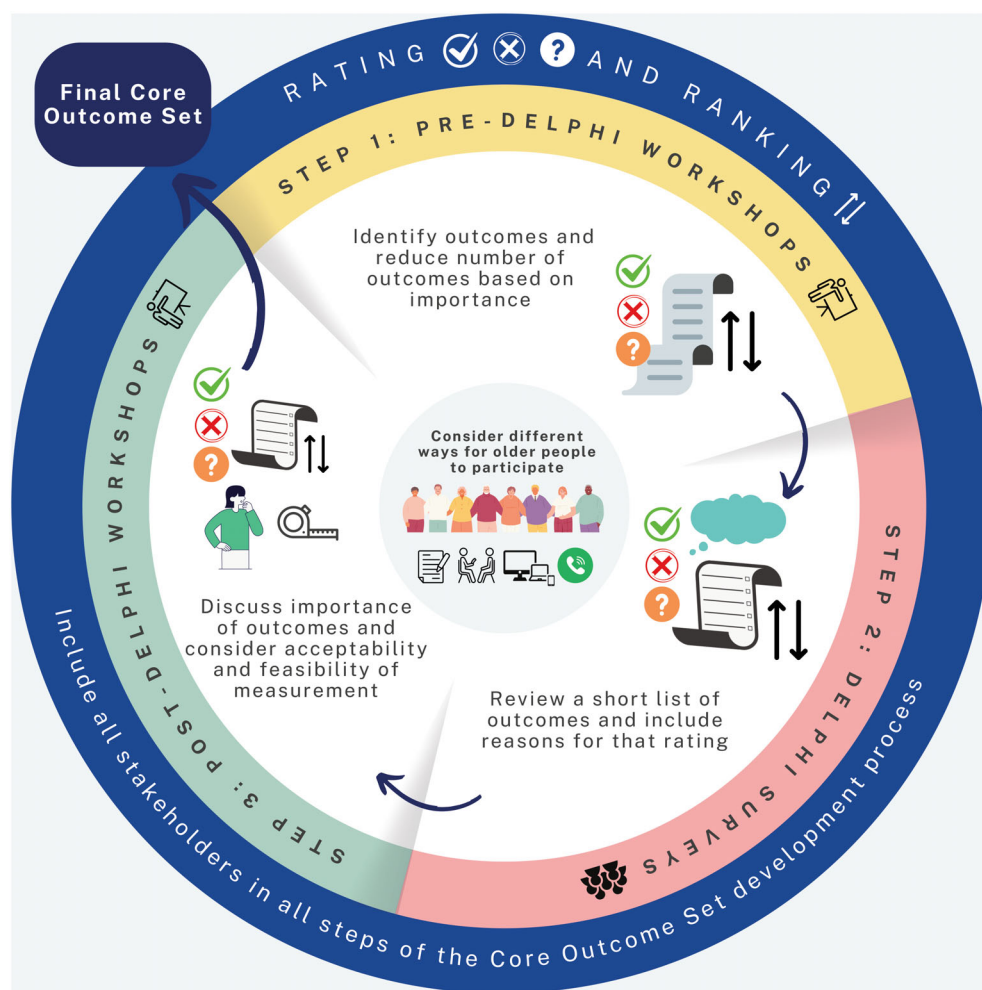 Final Core
Outcome Set
RATING ? AND RANKING
STEP 1: PRE-DELPHI WORKSHOPS
Identify outcomes and
reduce number of
outcomes based on
importance
?
Consider different
ways for older people
to participate
?
STEP 2: DELPHI SURVEYS
Review a short list of
outcomes and include
reasons for that rating
?
STEP 3: POST-DELPHI WORKSHOPS
Discuss importance
of outcomes and
consider acceptability
and feasibility of
measurement
Include all stakeholders in all steps of the Core Outcome Set development process